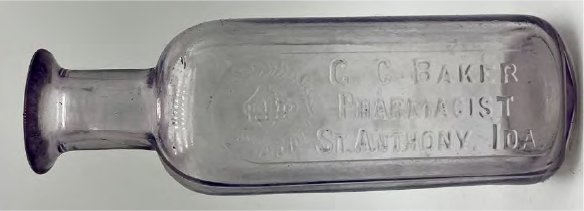 C. C. BAKER
PHARMACIST
ST. ANTHONY, IDA.